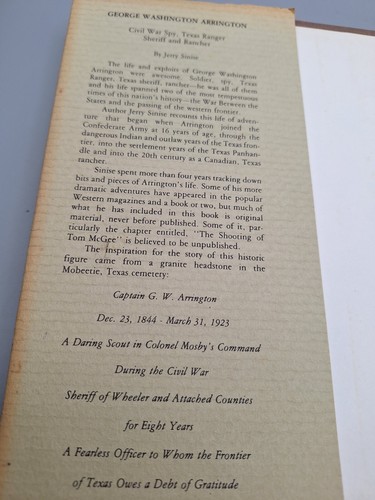 GEORGE WASHINGTON ARRINGTON
Civil War Spy, Texas Ranger
Sheriff and Rancher
By Jerry Sinise
The life and exploits of George Washington
Arrington were awesome. Soldier, spy, Texas
Ranger, Texas sheriff, rancher—he was all of them
and his life spanned two of the most tempestuous
times of this nation's history—the War Between the
States and the passing of the western frontier.
Author Jerry Sinise recounts this life of adven-
ture that began when Arrington joined the
Confederate Army at 16 years of age, through the
dangerous Indian and outlaw years of the Texas fron-
tier, into the settlement years of the Texas Panhan-
dle and into the 20th century as a Canadian, Texas
rancher.
Sinise spent more than four years tracking down
bits and pieces of Arrington's life. Some of his more
dramatic adventures have appeared in the popular
Western magazines and a book or two, but much of
what he has included in this book is original
material, never before published. Some of it, par-
ticularly the chapter entitled, "The Shooting of
Tom McGee" is believed to be unpublished.
The inspiration for the story of this historic
figure came from a granite headstone in the
Mobeetie, Texas cemetery:
Captain G. W. Arrington
Dec. 23, 1844 - March 31, 1923
A Daring Scout in Colonel Mosby's Command
During the Civil War
Sheriff of Wheeler and Attached Counties
for Eight Years
A Fearless Officer to Whom the Frontier
of Texas Owes a Debt of Gratitude